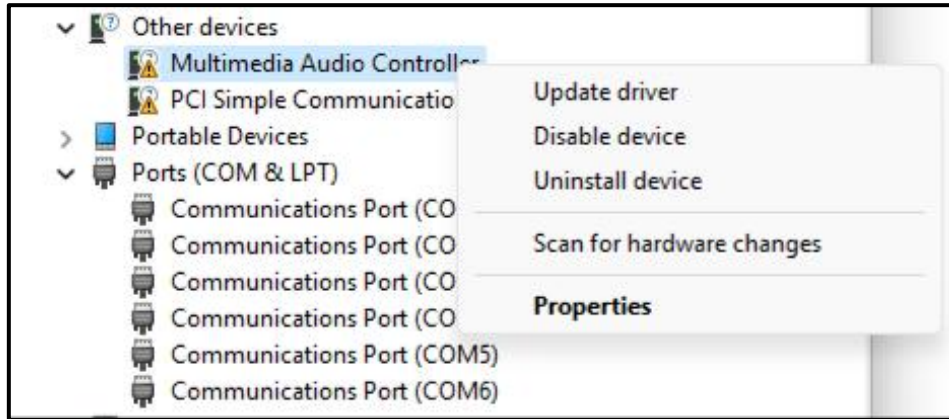 Other devices
Multimedia Audio Controller
PCI Simple Communicatio
Portable Devices
Ports (COM & LPT)
Communications Port (CO
Communications Port (CO
Communications Port (CO
Communications Port (CO
Communications Port (COM5)
Communications Port (COM6)
Update driver
Disable device
Uninstall device
Scan for hardware changes
Properties